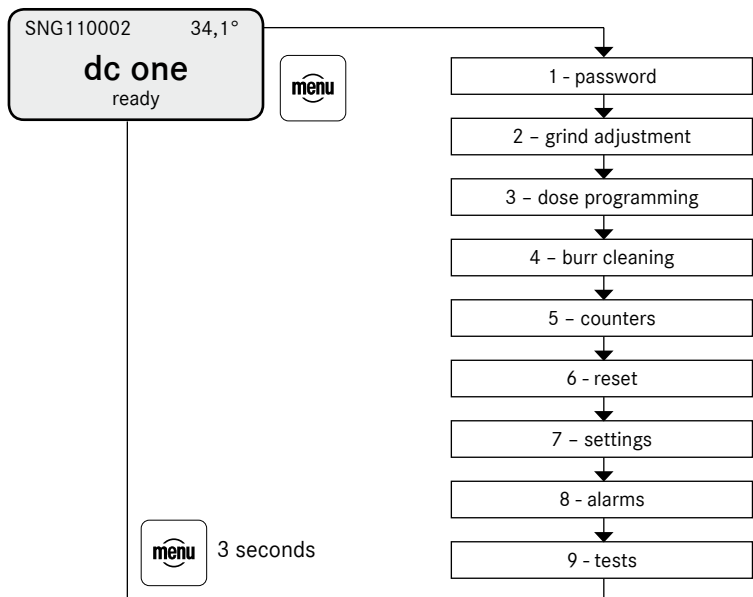 SNG110002 34,1°
dc one
ready
menu
1 - password
2 – grind adjustment
3 – dose programming
4 – burr cleaning
5 – counters
6 - reset
7 – settings
8 – alarms
menu 3 seconds
9 - tests